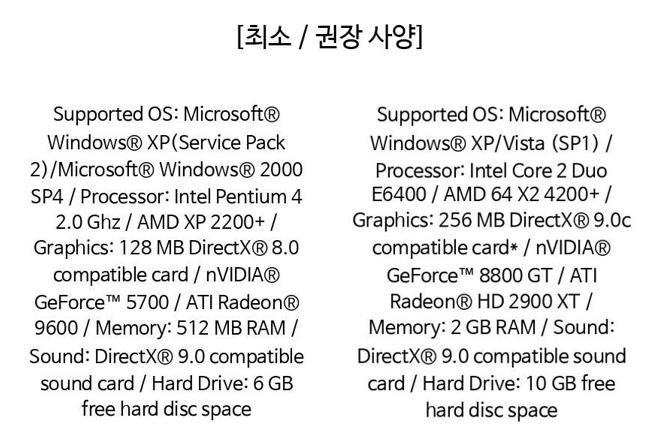 [최소 / 권장 사양]
Supported OS: Microsoft®
Windows® XP(Service Pack
2)/Microsoft® Windows® 2000
SP4 / Processor: Intel Pentium 4
2.0 Ghz / AMD XP 2200+ /
Graphics: 128 MB DirectX® 8.0
compatible card / nVIDIA®
GeForce™ 5700 / ATI Radeon®
9600 / Memory: 512 MB RAM /
Sound: DirectX® 9.0 compatible
sound card / Hard Drive: 6 GB
free hard disc space
Supported OS: Microsoft®
Windows® XP/Vista (SP1) /
Processor: Intel Core 2 Duo
E6400 / AMD 64 X2 4200+ /
Graphics: 256 MB DirectX® 9.0c
compatible card* / nVIDIA®
GeForce™ 8800 GT / ATI
Radeon® HD 2900 XT /
Memory: 2 GB RAM / Sound:
DirectX® 9.0 compatible sound
card / Hard Drive: 10 GB free
hard disc space